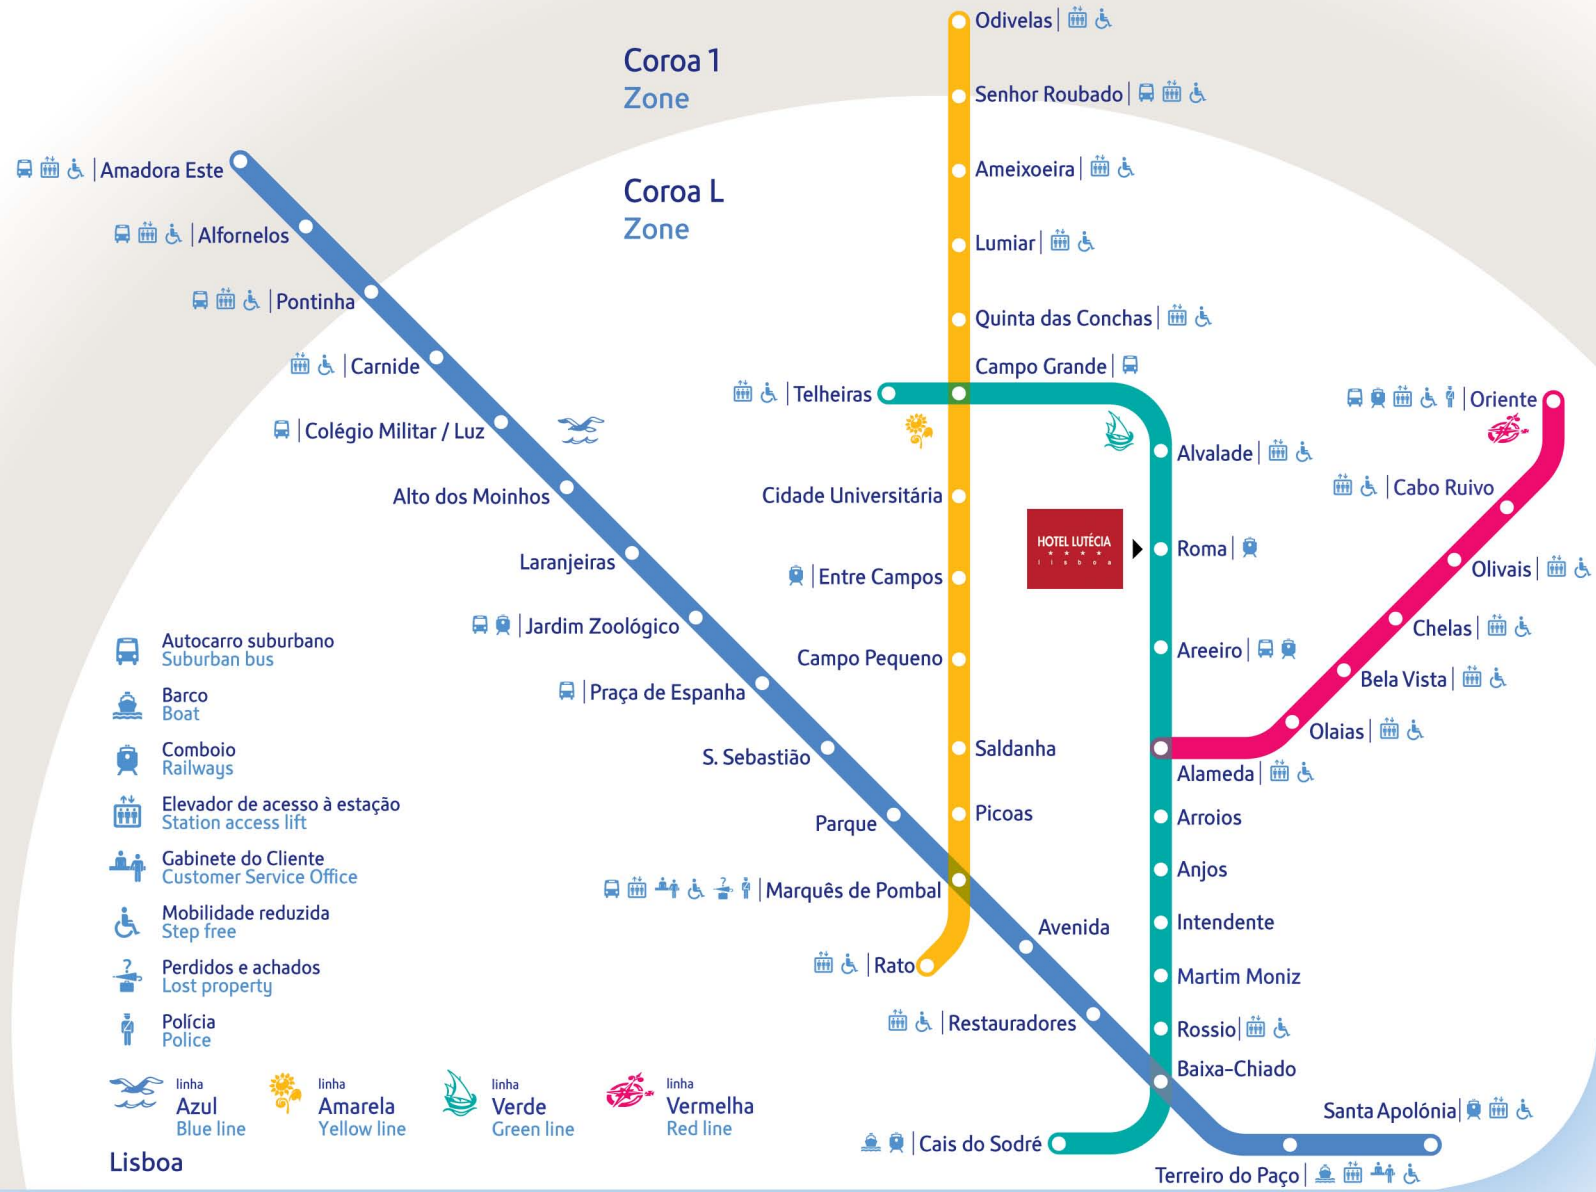 Odivelas
Coroa 1
Zone
Senhor Roubado
Amadora Este
Ameixoeira
Coroa L
Zone
Alfornelos
Lumiar
Pontinha
Quinta das Conchas
Carnide
Campo Grande
Telheiras
Oriente
Colégio Militar / Luz
Alvalade
Cabo Ruivo
Alto dos Moinhos
Cidade Universitária
HOTEL LUTÉCIA
★ ★ ★ ★
lisboa
Roma
Laranjeiras
Entre Campos
Olivais
Jardim Zoológico
Chelas
Areeiro
Campo Pequeno
Bela Vista
Praça de Espanha
Olaias
S. Sebastião
Saldanha
Alameda
Parque
Picoas
Arroios
Anjos
Marquês de Pombal
Avenida
Intendente
Rato
Martim Moniz
Restauradores
Rossio
Baixa-Chiado
Santa Apolónia
Cais do Sodré
Terreiro do Paço
Autocarro suburbano
Suburban bus
Barco
Boat
Comboio
Railways
Elevador de acesso à estação
Station access lift
Gabinete do Cliente
Customer Service Office
Mobilidade reduzida
Step free
Perdidos e achados
Lost property
Polícia
Police
linha
Azul
Blue line
linha
Amarela
Yellow line
linha
Verde
Green line
linha
Vermelha
Red line
Lisboa